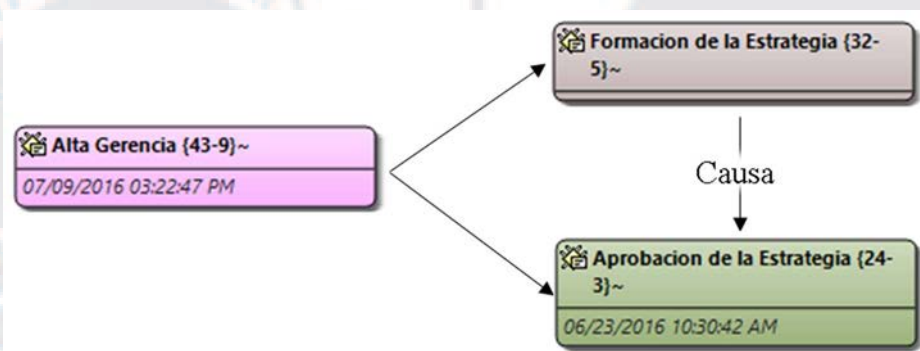 Formacion de la Estrategia {32-
5}~
Alta Gerencia {43-9}~
07/09/2016 03:22:47 PM
Causa
Aprobacion de la Estrategia {24-
3}~
06/23/2016 10:30:42 AM